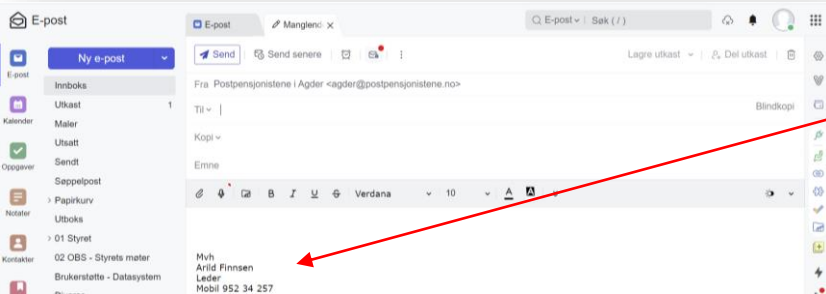 E-post
E-post
Manglend
E-post
Søk ( / )
Ny e-post
Send
Send senere
Lagre utkast
Del utkast
E-post
Innboks
Fra Postpensjonistene i Agder <agder@postpensjonistene.no>
Utkast 1
Til
Blindkopi
Kalender
Maler
Utsatt
Kopi
Oppgaver
Sendt
Emne
Søppelpost
Papirkurv
B I U Verdana 10 A A
Notater
Utboks
01 Styret
Kontakter
02 OBS - Styrets møter
Brukerstøtte - Datasystem
Mvh
Arild Finnsen
Leder
Mobil 952 34 257